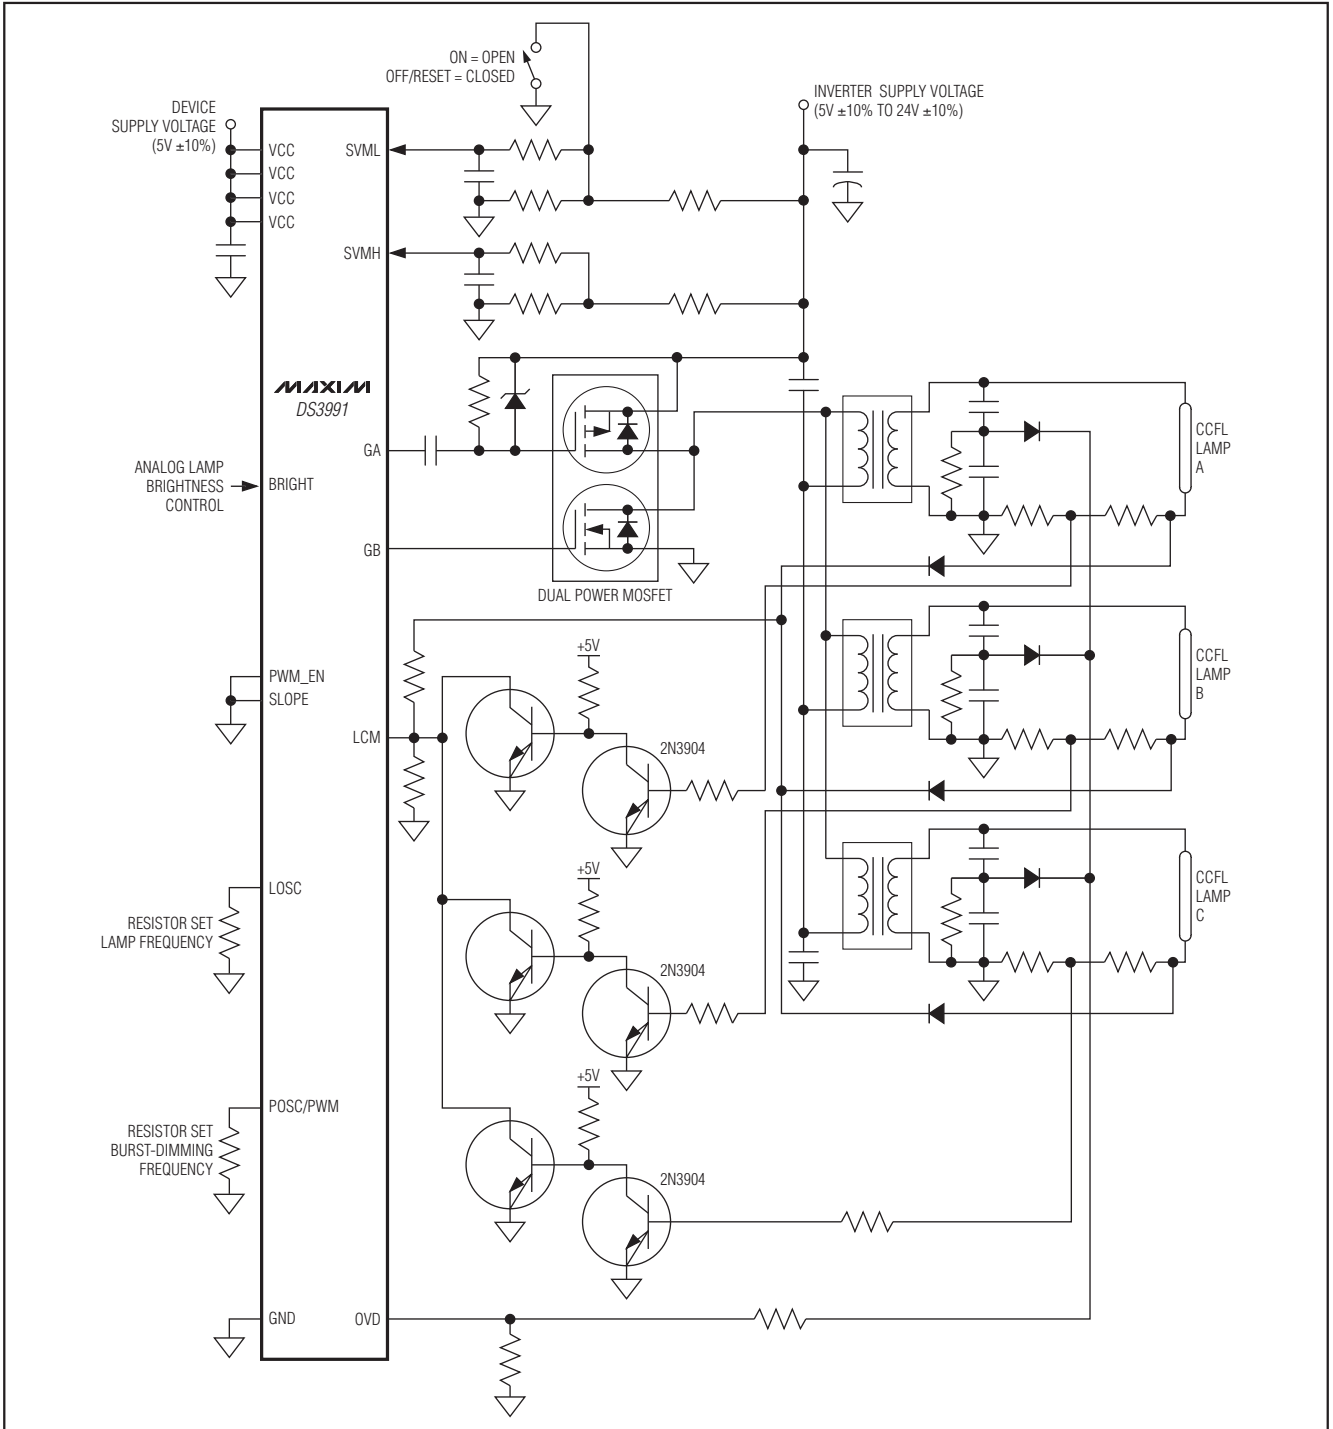 ON = OPEN
OFF/RESET = CLOSED
INVERTER SUPPLY VOLTAGE
(5V ±10% TO 24V ±10%)
DEVICE
SUPPLY VOLTAGE
(5V ±10%)
VCC
VCC
VCC
VCC
SVML
SVMH
MAXIM
DS3991
GA
ANALOG LAMP
BRIGHTNESS
CONTROL
BRIGHT
GB
DUAL POWER MOSFET
CCFL
LAMP
A
+5V
CCFL
LAMP
B
PWM_EN
SLOPE
LCM
2N3904
+5V
CCFL
LAMP
C
LOSC
RESISTOR SET
LAMP FREQUENCY
2N3904
+5V
POSC/PWM
RESISTOR SET
BURST-DIMMING
FREQUENCY
2N3904
GND
OVD